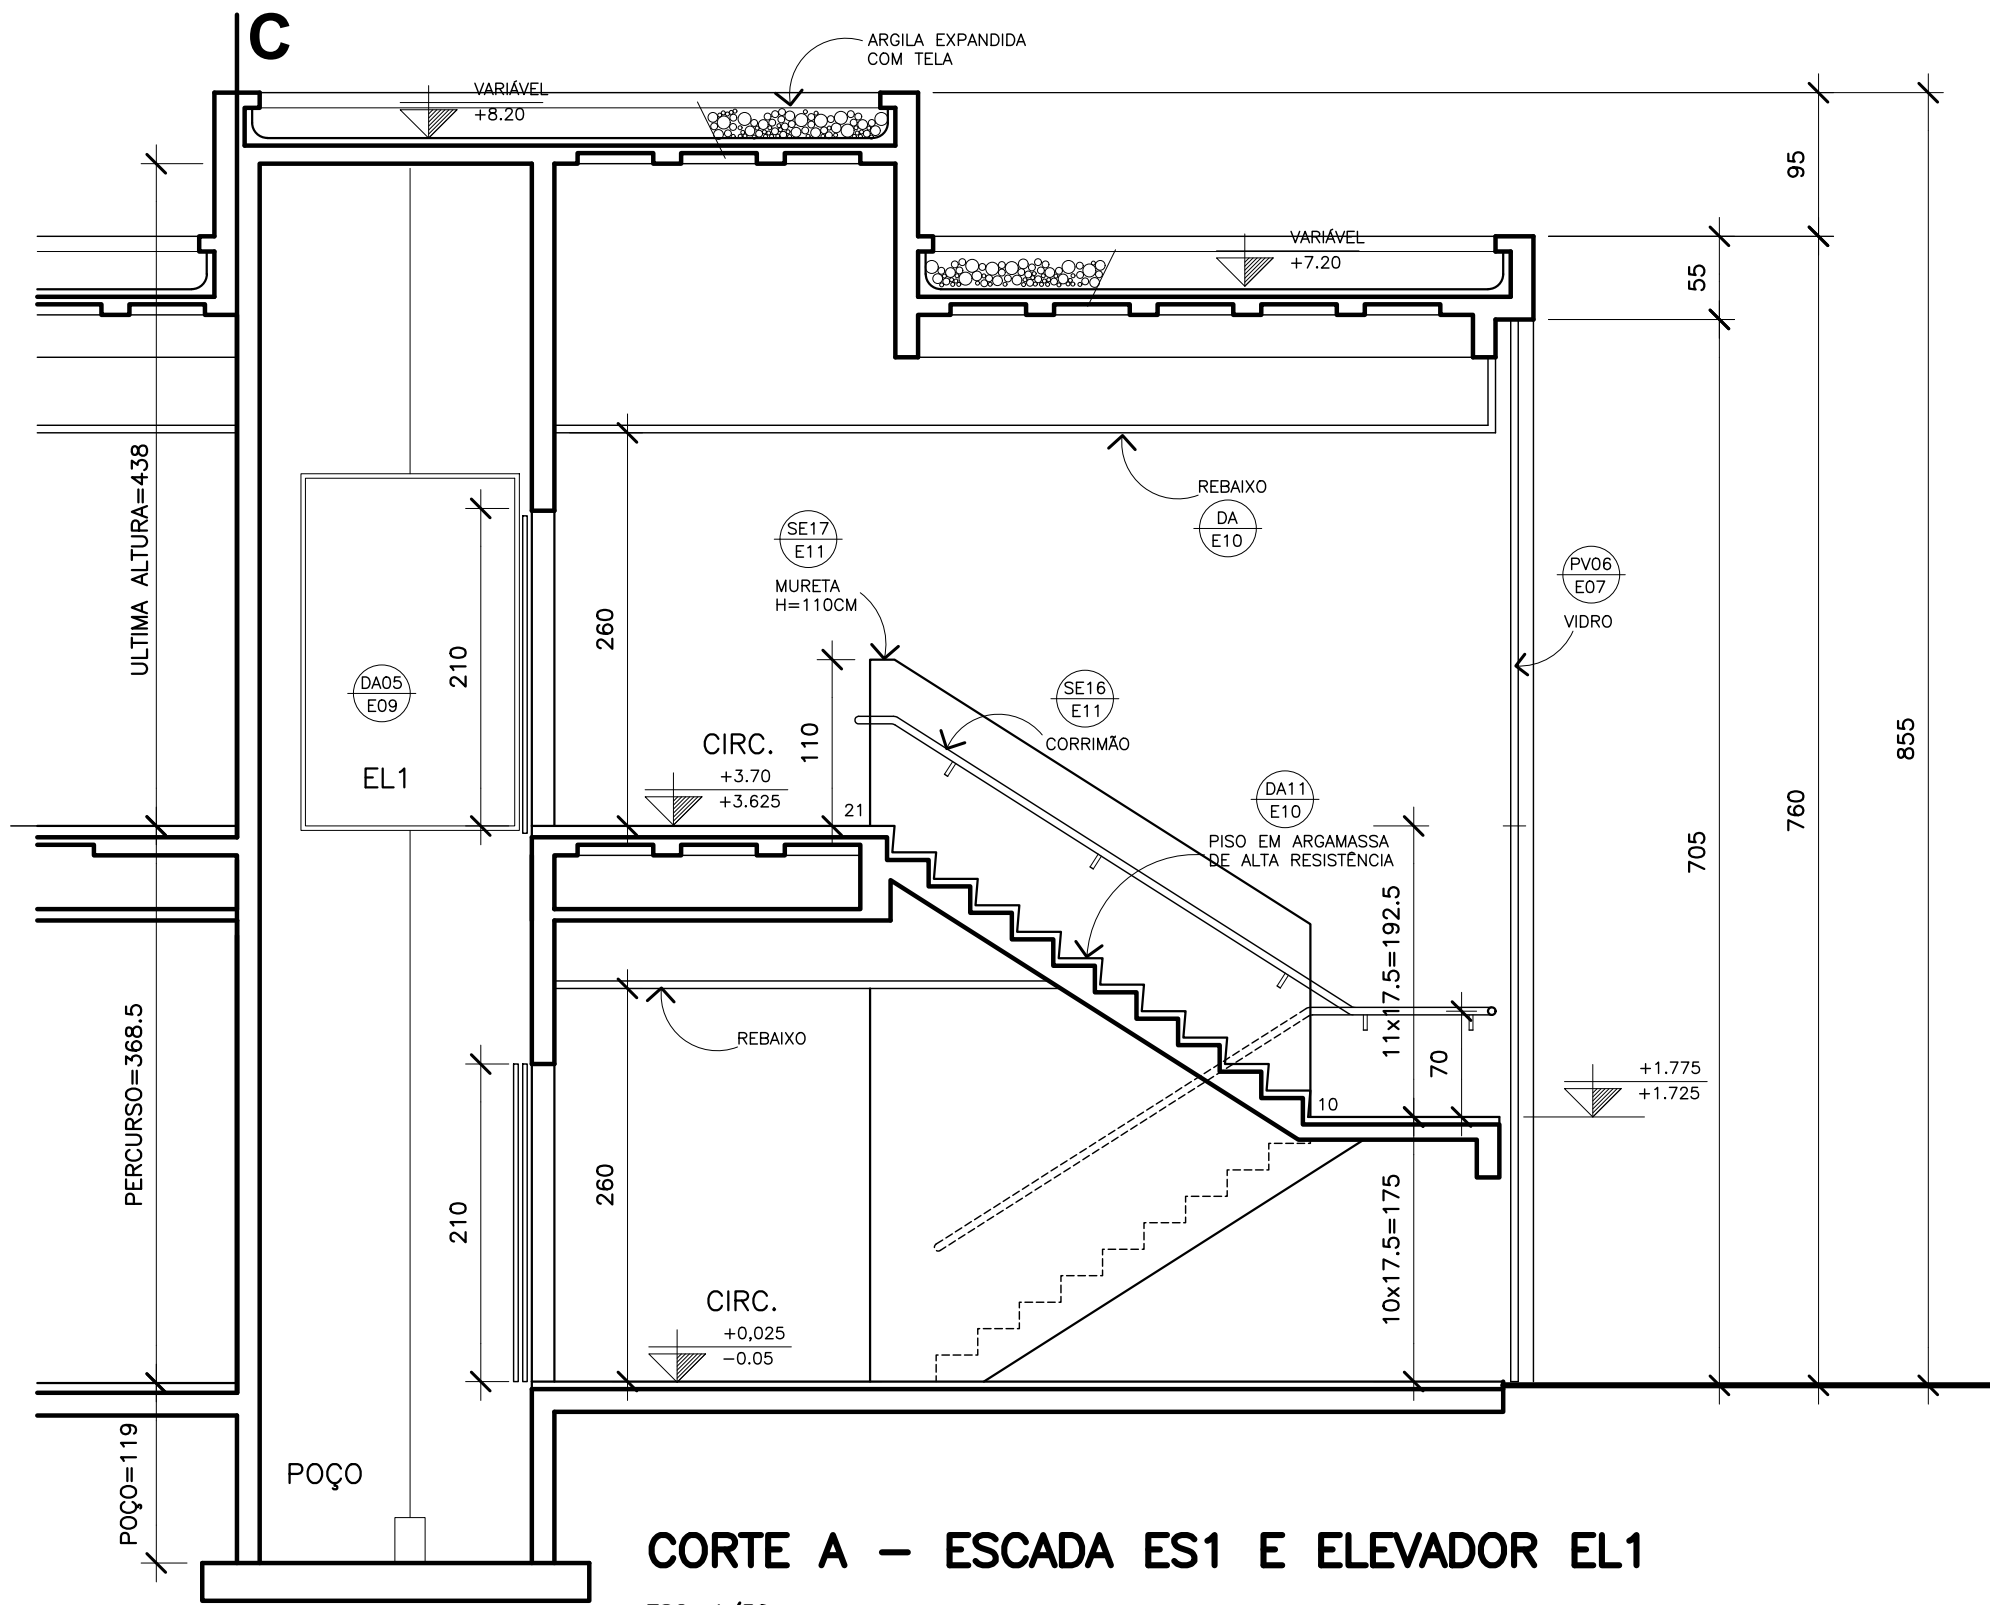 C
ARGILA EXPANDIDA
COM TELA
VARIÁVEL
+8.20
95
VARIÁVEL
+7.20
55
ULTIMA ALTURA=438
REBAIXO
DA
E10
SE17
E11
MURETA
H=110CM
PV06
E07
VIDRO
260
210
DA05
E09
SE16
E11
CORRIMÃO
110
CIRC.
+3.70
+3.625
EL1
21
DA11
E10
PISO EM ARGAMASSA
DE ALTA RESISTÊNCIA
855
760
705
11x17.5=192.5
PERCURSO=368.5
REBAIXO
70
+1.775
+1.725
10
260
210
10x17.5=175
CIRC.
+0,025
-0.05
POÇO=119
POÇO
CORTE A - ESCADA ES1 E ELEVADOR EL1